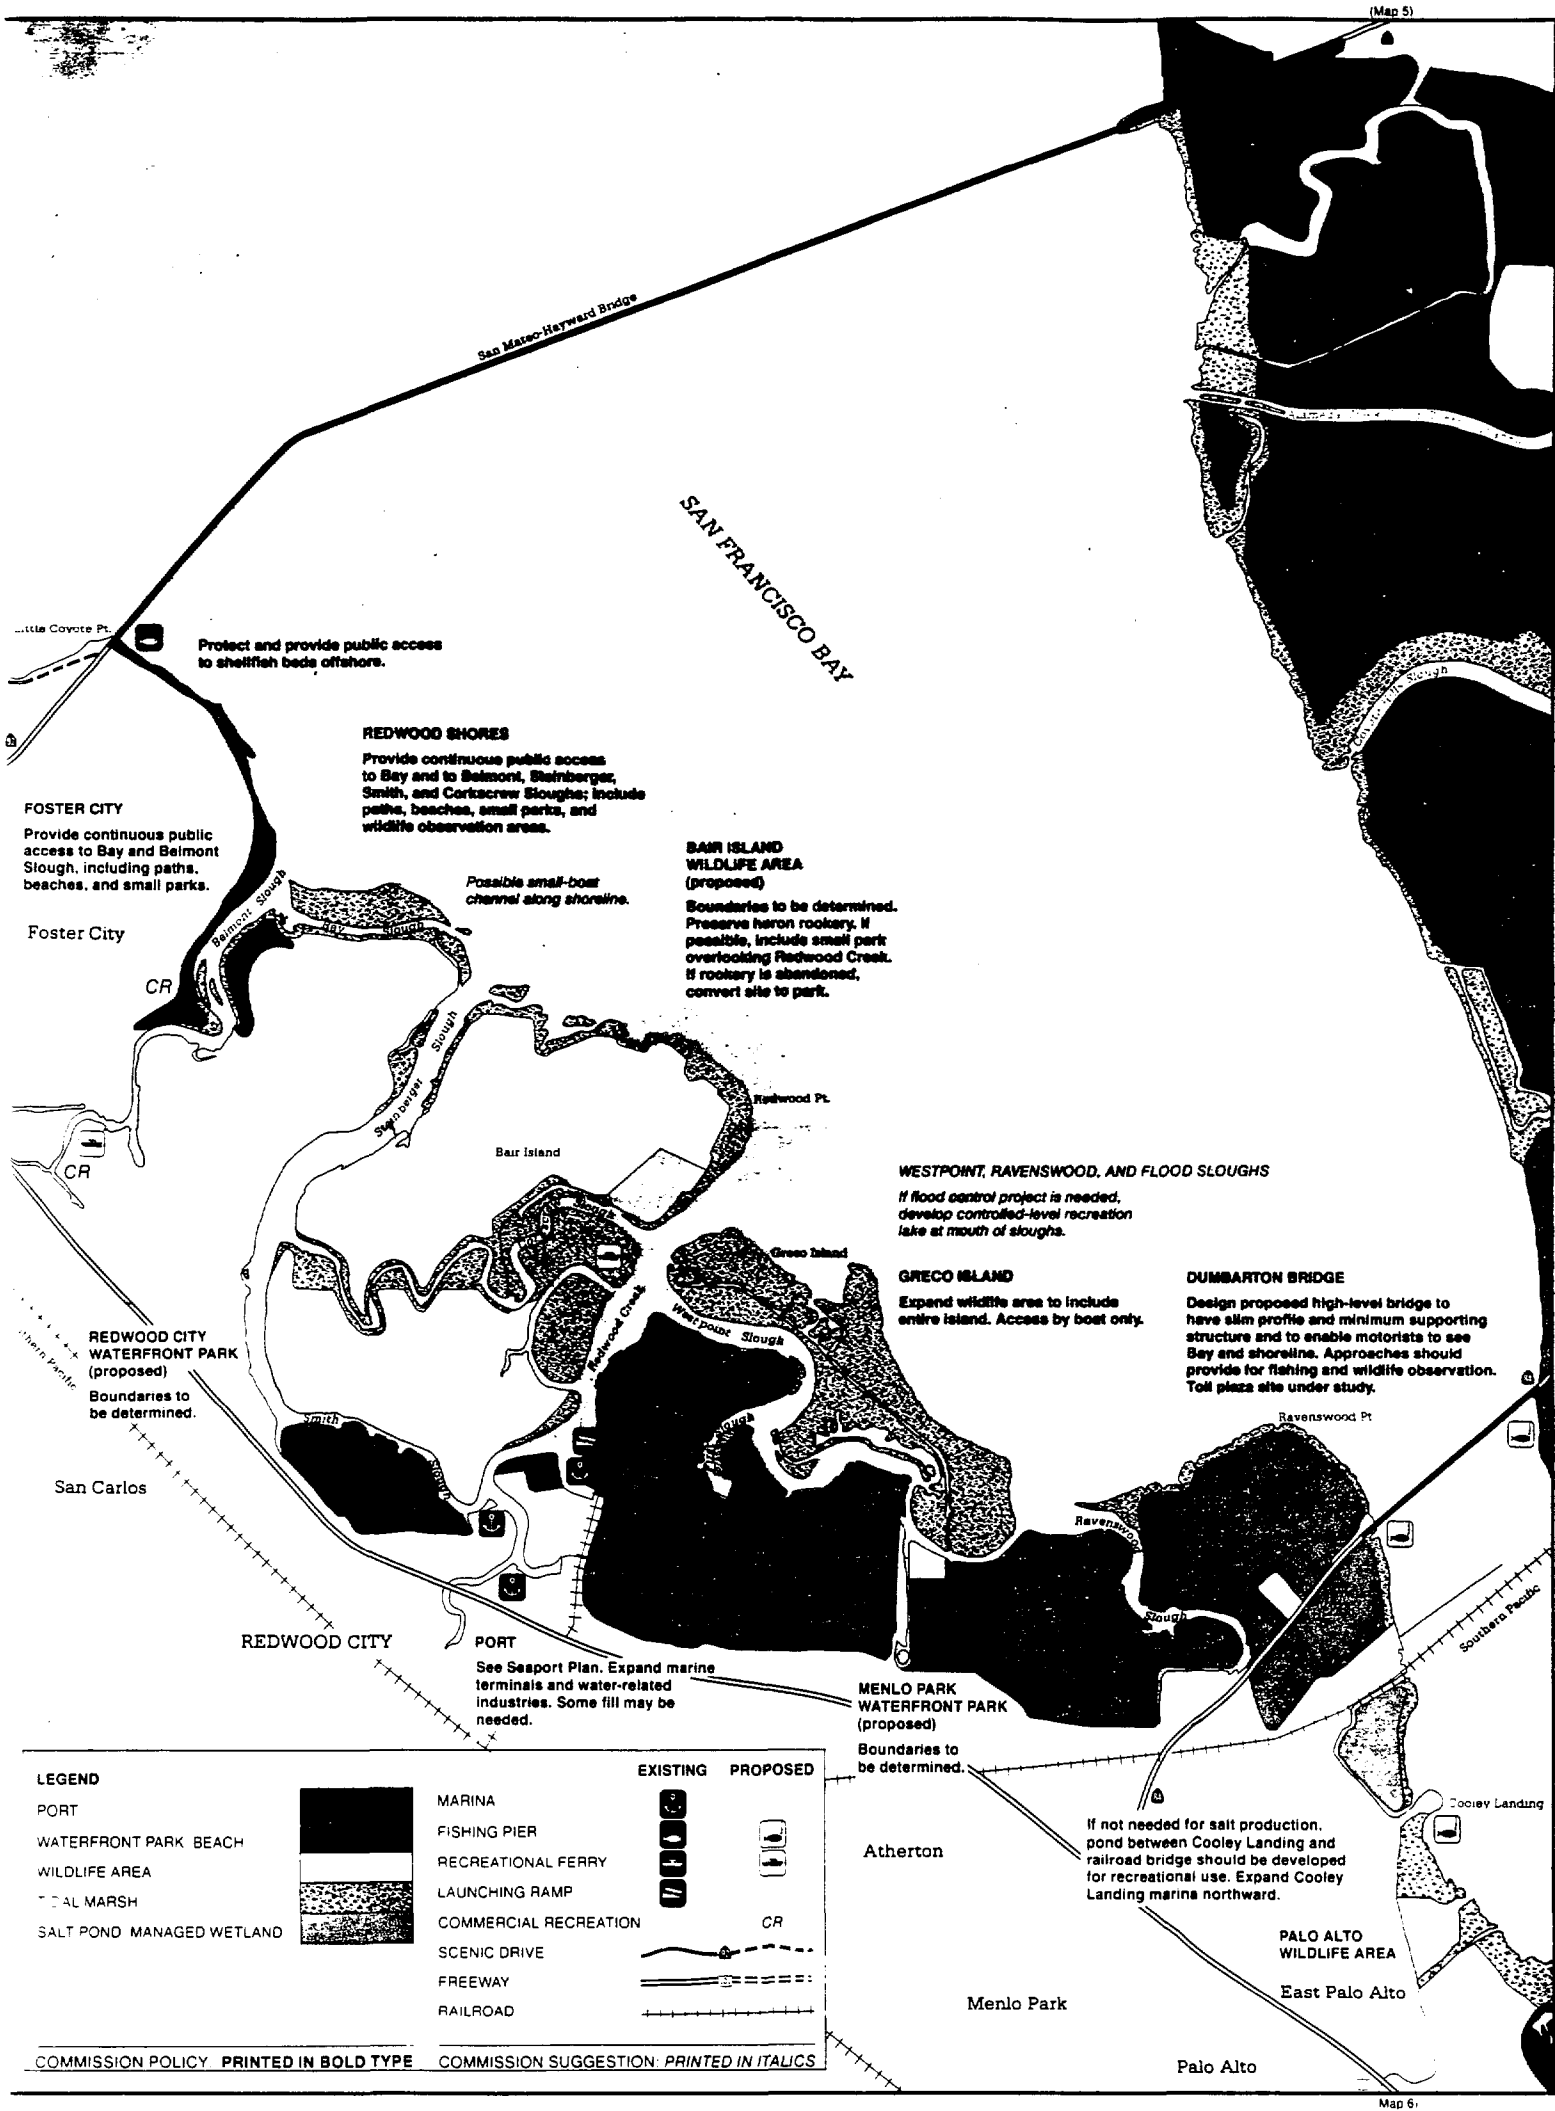 (Map 5)
San Mateo-Hayward Bridge
SAN FRANCISCO BAY
Coyote Pt.
Protect and provide public access
to shellfish beds offshore.
REDWOOD SHORES
Provide continuous public access
to Bay and to Belmont, Steinberger,
Smith, and Corkscrew Sloughs; include
paths, beaches, small parks, and
wildlife observation areas.
FOSTER CITY
Provide continuous public
access to Bay and Belmont
Slough, including paths,
beaches, and small parks.
Foster City
Belmont Slough
Bay Slough
Possible small-boat
channel along shoreline.
BAIR ISLAND
WILDLIFE AREA
(proposed)
Boundaries to be determined.
Preserve heron rookery. If
possible, include small park
overlooking Redwood Creek.
If rookery is abandoned,
convert site to park.
CR
CR
Steinberger Slough
Redwood Pt.
Bair Island
Slough
Slough
WESTPOINT, RAVENSWOOD, AND FLOOD SLOUGHS
If flood control project is needed,
develop controlled-level recreation
lake at mouth of sloughs.
Greco Island
GRECO ISLAND
Expand wildlife area to include
entire island. Access by boat only.
DUMBARTON BRIDGE
Design proposed high-level bridge to
have slim profile and minimum supporting
structure and to enable motorists to see
Bay and shoreline. Approaches should
provide for fishing and wildlife observation.
Toll plaza site under study.
Redwood Creek
Westpoint Slough
Slough
Ravenswood Pt
REDWOOD CITY
WATERFRONT PARK
(proposed)
Boundaries to
be determined.
Pacific
Smith
San Carlos
Ravenswood
Slough
Southern Pacific
REDWOOD CITY
PORT
See Seaport Plan. Expand marine
terminals and water-related
industries. Some fill may be
needed.
MENLO PARK
WATERFRONT PARK
(proposed)
Boundaries to
be determined.
Cooley Landing
If not needed for salt production,
pond between Cooley Landing and
railroad bridge should be developed
for recreational use. Expand Cooley
Landing marina northward.
Atherton
PALO ALTO
WILDLIFE AREA
East Palo Alto
Menlo Park
Palo Alto
LEGEND
PORT
WATERFRONT PARK BEACH
WILDLIFE AREA
MARSH
SALT POND MANAGED WETLAND
EXISTING PROPOSED
MARINA
FISHING PIER
RECREATIONAL FERRY
LAUNCHING RAMP
COMMERCIAL RECREATION CR
SCENIC DRIVE
FREEWAY
RAILROAD
COMMISSION POLICY PRINTED IN BOLD TYPE
COMMISSION SUGGESTION: PRINTED IN ITALICS
Map 6